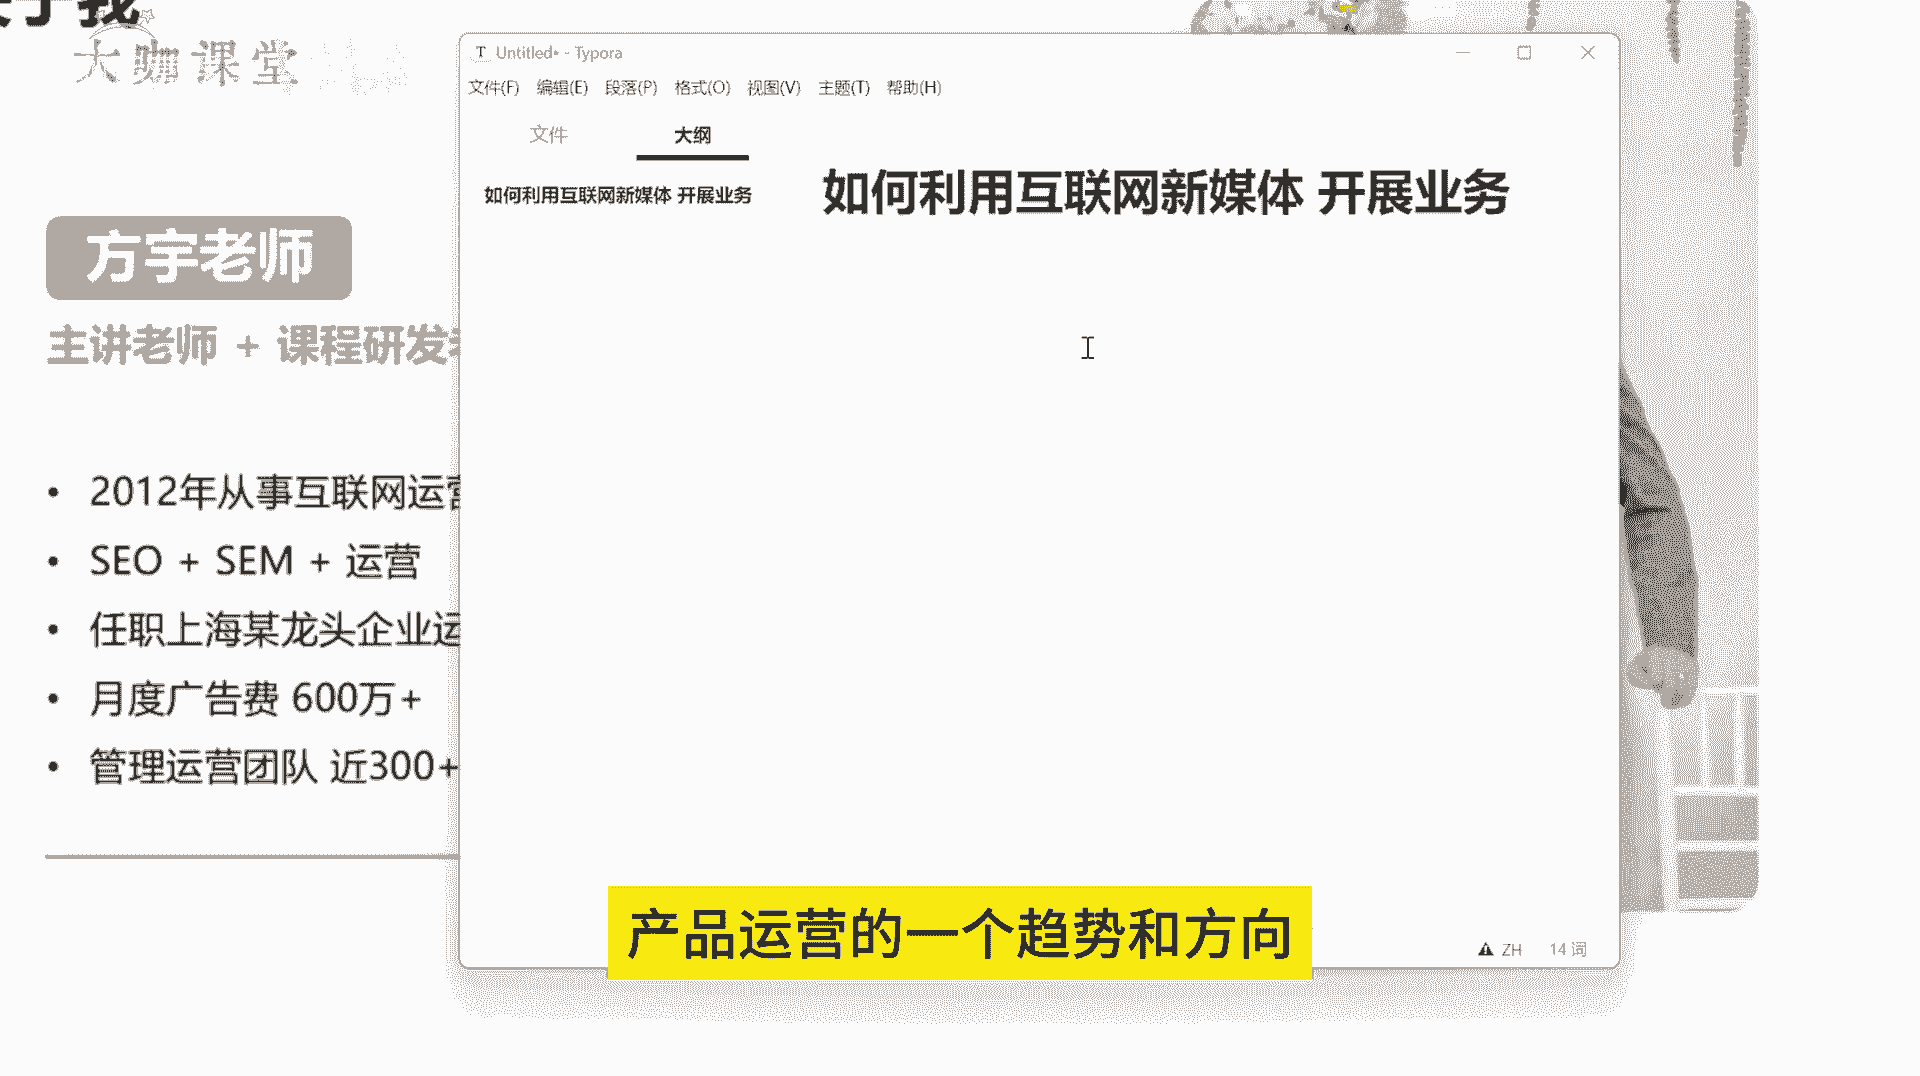 于我
大咖课堂
T Untitled• - Typora
文件(F) 编辑(E) 段落(P) 格式(O) 视图(V) 主题(T) 帮助(H)
文件 大纲
如何利用互联网新媒体 开展业务
如何利用互联网新媒体 开展业务
方宇老师
主讲老师 + 课程研发
• 2012年从事互联网运营
• SEO + SEM + 运营
• 任职上海某龙头企业运
• 月度广告费 600万+
• 管理运营团队 近300+
产品运营的一个趋势和方向
ZH 14 词